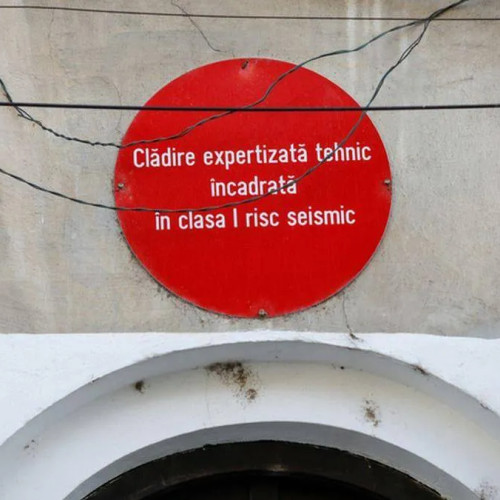 Clădire expertizată tehnic
încadrată
în clasa I risc seismic